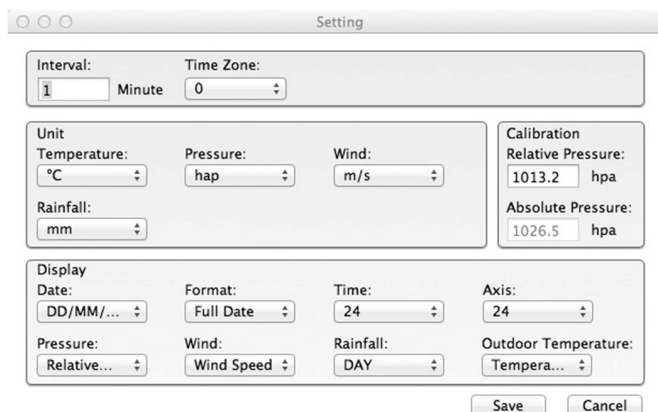 Setting
Interval: Time Zone:
1 Minute 0
Unit
Temperature: Pressure: Wind:
°C hap m/s
Rainfall:
mm
Calibration
Relative Pressure:
1013.2 hpa
Absolute Pressure:
1026.5 hpa
Display
Date: Format: Time: Axis:
DD/MM/... Full Date 24 24
Pressure: Wind: Rainfall: Outdoor Temperature:
Relative... Wind Speed DAY Tempera...
Save Cancel